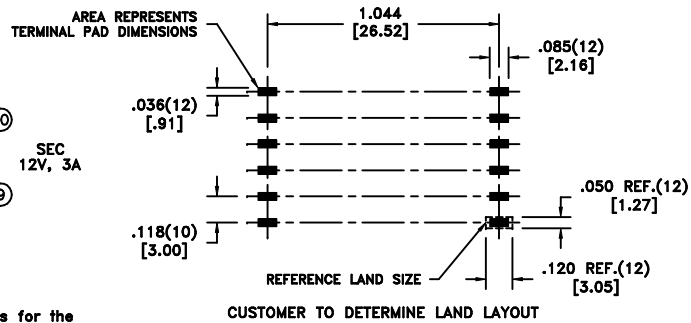 AREA REPRESENTS
TERMINAL PAD DIMENSIONS
1.044
[26.52]
.085(12)
[2.16]
.036(12)
[.91]
SEC
12V, 3A
.050 REF.(12)
[1.27]
.118(10)
[3.00]
REFERENCE LAND SIZE
.120 REF.(12)
[3.05]
CUSTOMER TO DETERMINE LAND LAYOUT
s for the